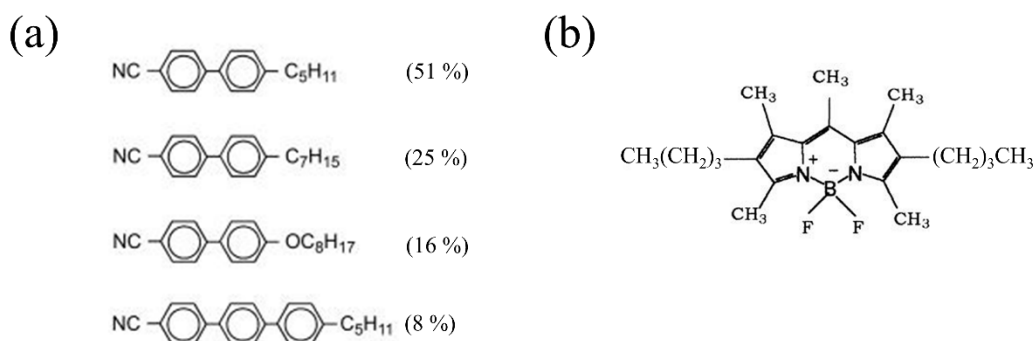 (a)
NC C₅H₁₁ (51 %)
NC C₇H₁₅ (25 %)
NC OC₈H₁₇ (16 %)
NC C₅H₁₁ (8 %)
(b)
CH₃ CH₃ CH₃
CH₃(CH₂)₃ (CH₂)₃CH₃
N + − N
B
CH₃ CH₃
F F